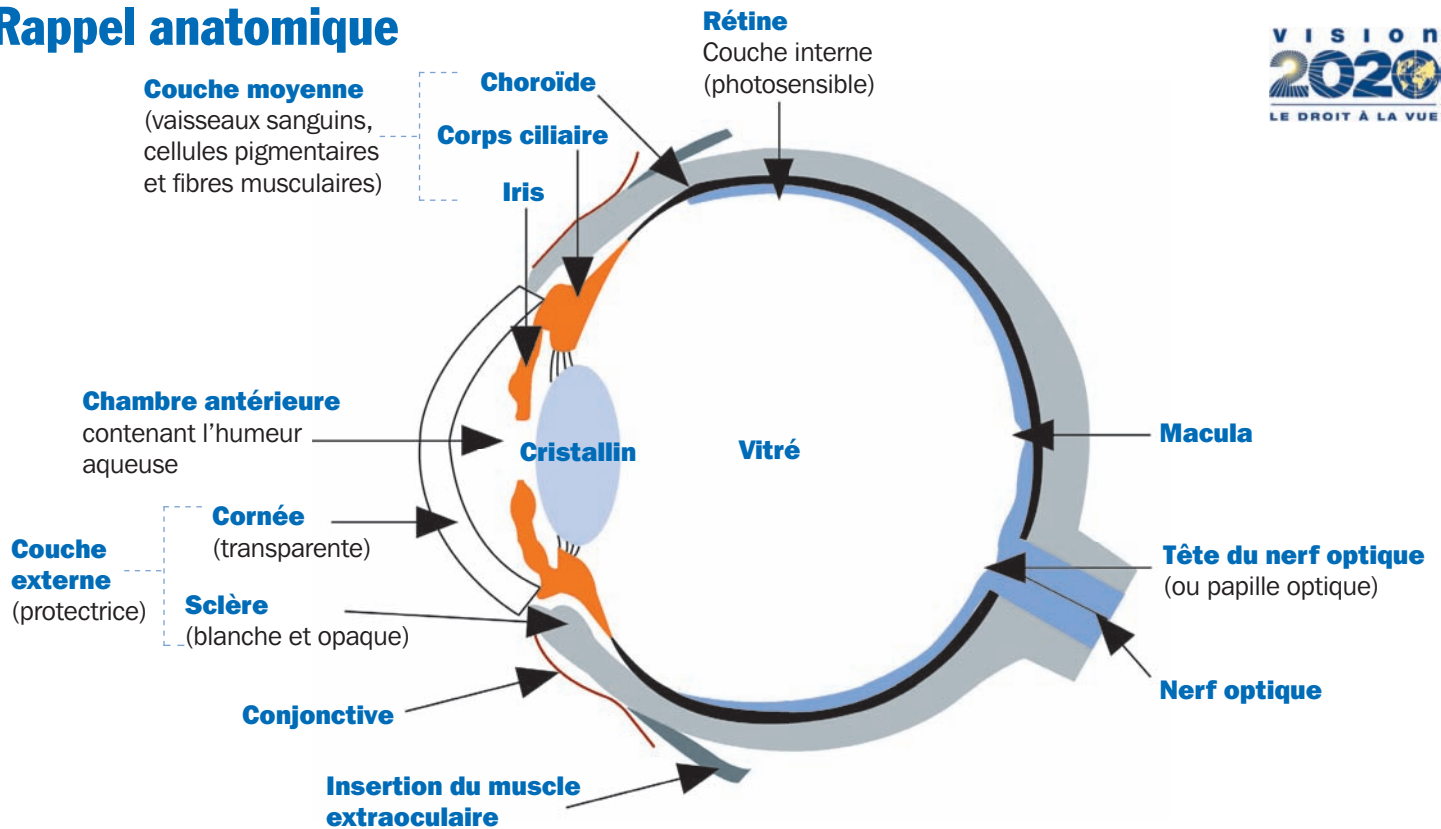 Rappel anatomique
VISION
2020
LE DROIT À LA VUE
Rétine
Couche interne
(photosensible)
Couche moyenne
(vaisseaux sanguins,
cellules pigmentaires
et fibres musculaires)
Choroïde
Corps ciliaire
Iris
Chambre antérieure
contenant l'humeur
aqueuse
Cristallin
Vitré
Macula
Couche
externe
(protectrice)
Cornée
(transparente)
Sclère
(blanche et opaque)
Tête du nerf optique
(ou papille optique)
Nerf optique
Conjonctive
Insertion du muscle
extraoculaire